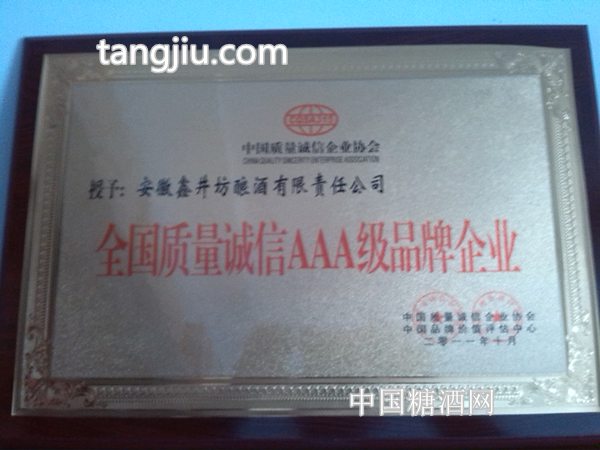 tangjiu.com
中国质量诚信企业协会
CHINA QUALITY SINCERITY ENTERPRISE ASSOCIATION
授予：安徽鑫井坊酿酒有限责任公司
全国质量诚信AAA级品牌企业
中国质量诚信企业协会
中国品牌价值评估中心
二零一一年十月
中国糖酒网